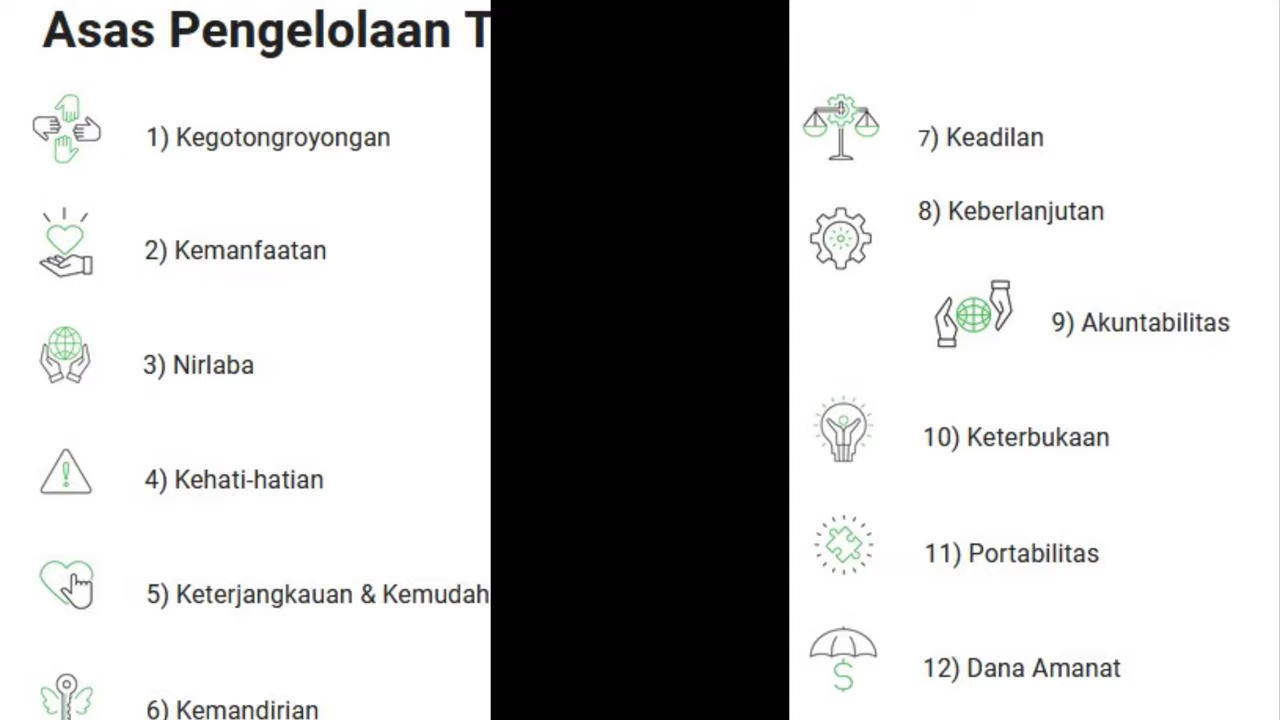 Asas Pengelolaan T
1) Kegotongroyongan
2) Kemanfaatan
3) Nirlaba
4) Kehati-hatian
5) Keterjangkauan & Kemudah
6) Kemandirian
7) Keadilan
8) Keberlanjutan
9) Akuntabilitas
10) Keterbukaan
11) Portabilitas
12) Dana Amanat